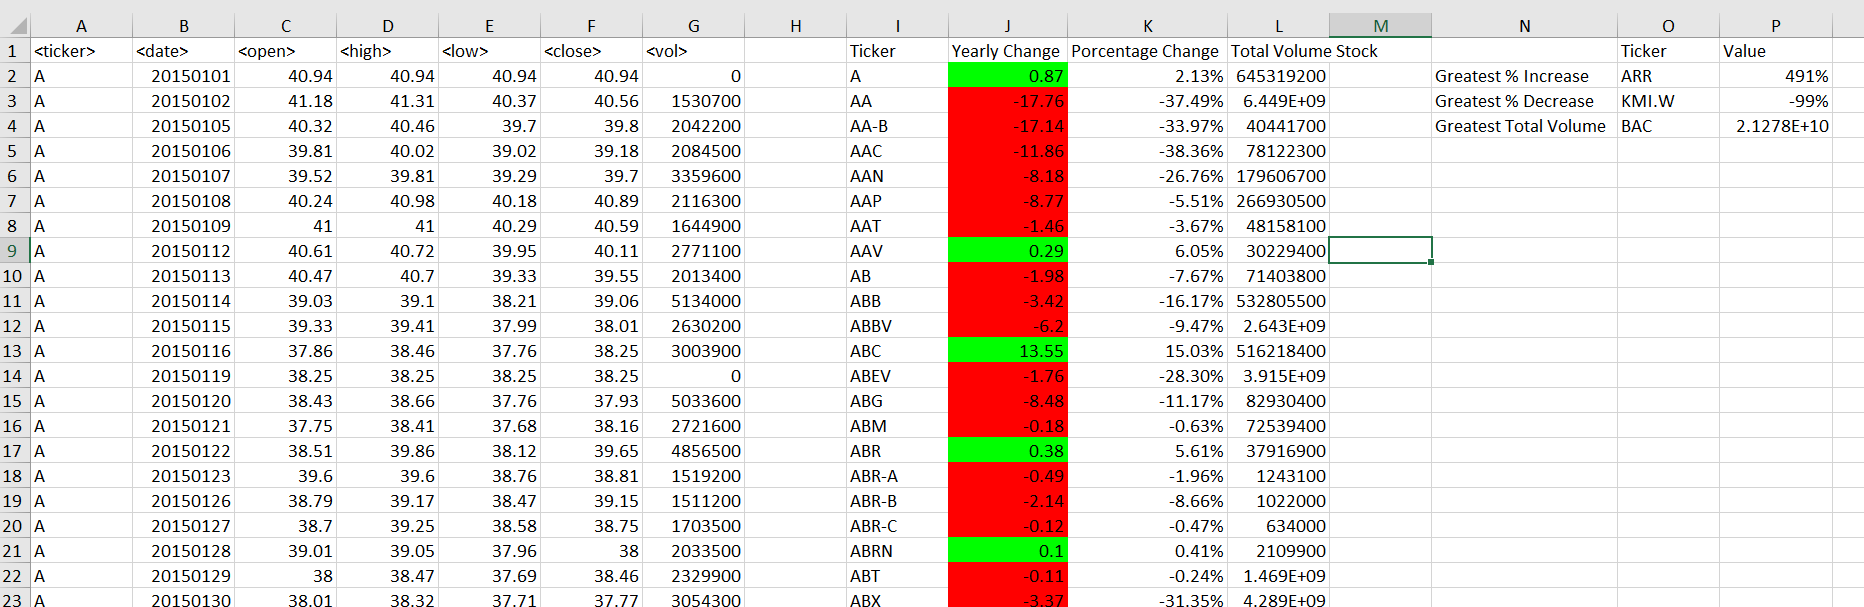 A B C D E F G H I J K L M N O P
1 <ticker> <date> <open> <high> <low> <close> <vol> Ticker Yearly Change Porcentage Change Total Volume Stock Ticker Value
2 A 20150101 40.94 40.94 40.94 40.94 0 A 0.87 2.13% 645319200 Greatest % Increase ARR 491%
3 A 20150102 41.18 41.31 40.37 40.56 1530700 AA -17.76 -37.49% 6.449E+09 Greatest % Decrease KMI.W -99%
4 A 20150105 40.32 40.46 39.7 39.8 2042200 AA-B -17.14 -33.97% 40441700 Greatest Total Volume BAC 2.1278E+10
5 A 20150106 39.81 40.02 39.02 39.18 2084500 AAC -11.86 -38.36% 78122300
6 A 20150107 39.52 39.81 39.29 39.7 3359600 AAN -8.18 -26.76% 179606700
7 A 20150108 40.24 40.98 40.18 40.89 2116300 AAP -8.77 -5.51% 266930500
8 A 20150109 41 41 40.29 40.59 1644900 AAT -1.46 -3.67% 48158100
9 A 20150112 40.61 40.72 39.95 40.11 2771100 AAV 0.29 6.05% 30229400
10 A 20150113 40.47 40.7 39.33 39.55 2013400 AB -1.98 -7.67% 71403800
11 A 20150114 39.03 39.1 38.21 39.06 5134000 ABB -3.42 -16.17% 532805500
12 A 20150115 39.33 39.41 37.99 38.01 2630200 ABBV -6.2 -9.47% 2.643E+09
13 A 20150116 37.86 38.46 37.76 38.25 3003900 ABC 13.55 15.03% 516218400
14 A 20150119 38.25 38.25 38.25 38.25 0 ABEV -1.76 -28.30% 3.915E+09
15 A 20150120 38.43 38.66 37.76 37.93 5033600 ABG -8.48 -11.17% 82930400
16 A 20150121 37.75 38.41 37.68 38.16 2721600 ABM -0.18 -0.63% 72539400
17 A 20150122 38.51 39.86 38.12 39.65 4856500 ABR 0.38 5.61% 37916900
18 A 20150123 39.6 39.6 38.76 38.81 1519200 ABR-A -0.49 -1.96% 1243100
19 A 20150126 38.79 39.17 38.47 39.15 1511200 ABR-B -2.14 -8.66% 1022000
20 A 20150127 38.7 39.25 38.58 38.75 1703500 ABR-C -0.12 -0.47% 634000
21 A 20150128 39.01 39.05 37.96 38 2033500 ABRN 0.1 0.41% 2109900
22 A 20150129 38 38.47 37.69 38.46 2329900 ABT -0.11 -0.24% 1.469E+09
23 A 20150130 38.01 38.32 37.71 37.77 3054300 ABX -3.37 -31.35% 4.289E+09